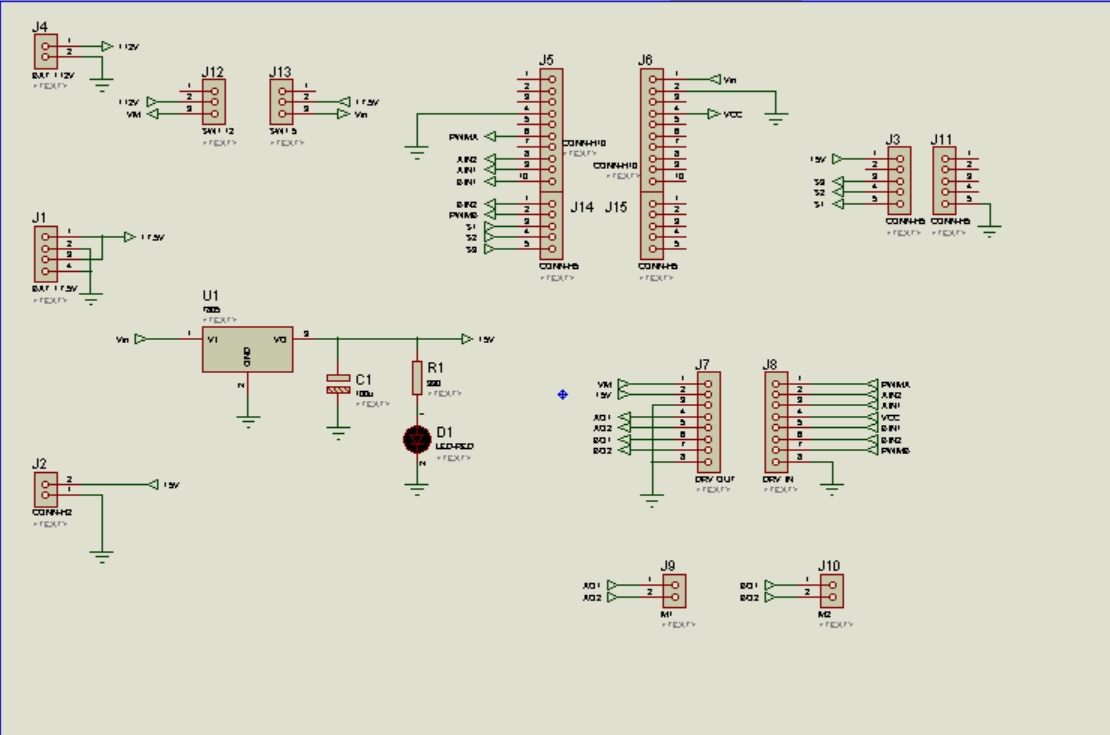 J4
1
2
+12V
BAT +12V
<TEXT>
J12
1
2
3
+12V
VM
SWT 12
<TEXT>
J13
1
2
3
+7.5V
Vin
SWT 5
<TEXT>
J5
1
2
3
4
5
6
7
8
9
10
PWMA
AIN2
AIN1
BIN1
CONN-H10
<TEXT>
J6
1
2
3
4
5
6
7
8
9
10
Vin
VCC
CONN-H10
<TEXT>
J14
1
2
3
4
5
BIN2
PWMB
S1
S2
S3
CONN-H5
<TEXT>
J15
1
2
3
4
5
CONN-H5
<TEXT>
J3
1
2
3
4
5
+5V
S3
S2
S1
CONN-H5
<TEXT>
J11
1
2
3
4
5
CONN-H5
<TEXT>
J1
1
2
3
4
+7.5V
BAT +7.5V
<TEXT>
U1
7805
<TEXT>
Vin
1
VI
VO
3
GND
2
+5V
C1
100u
<TEXT>
R1
330
<TEXT>
D1
LED-RED
<TEXT>
J2
2
1
+5V
CONN-H2
<TEXT>
J7
1
2
3
4
5
6
7
8
VM
+5V
AO1
AO2
BO1
BO2
DRV OUT
<TEXT>
J8
1
2
3
4
5
6
7
8
PWMA
AIN2
AIN1
VCC
BIN1
BIN2
PWMB
DRV IN
<TEXT>
J9
1
2
AO1
AO2
M1
<TEXT>
J10
1
2
BO1
BO2
M2
<TEXT>